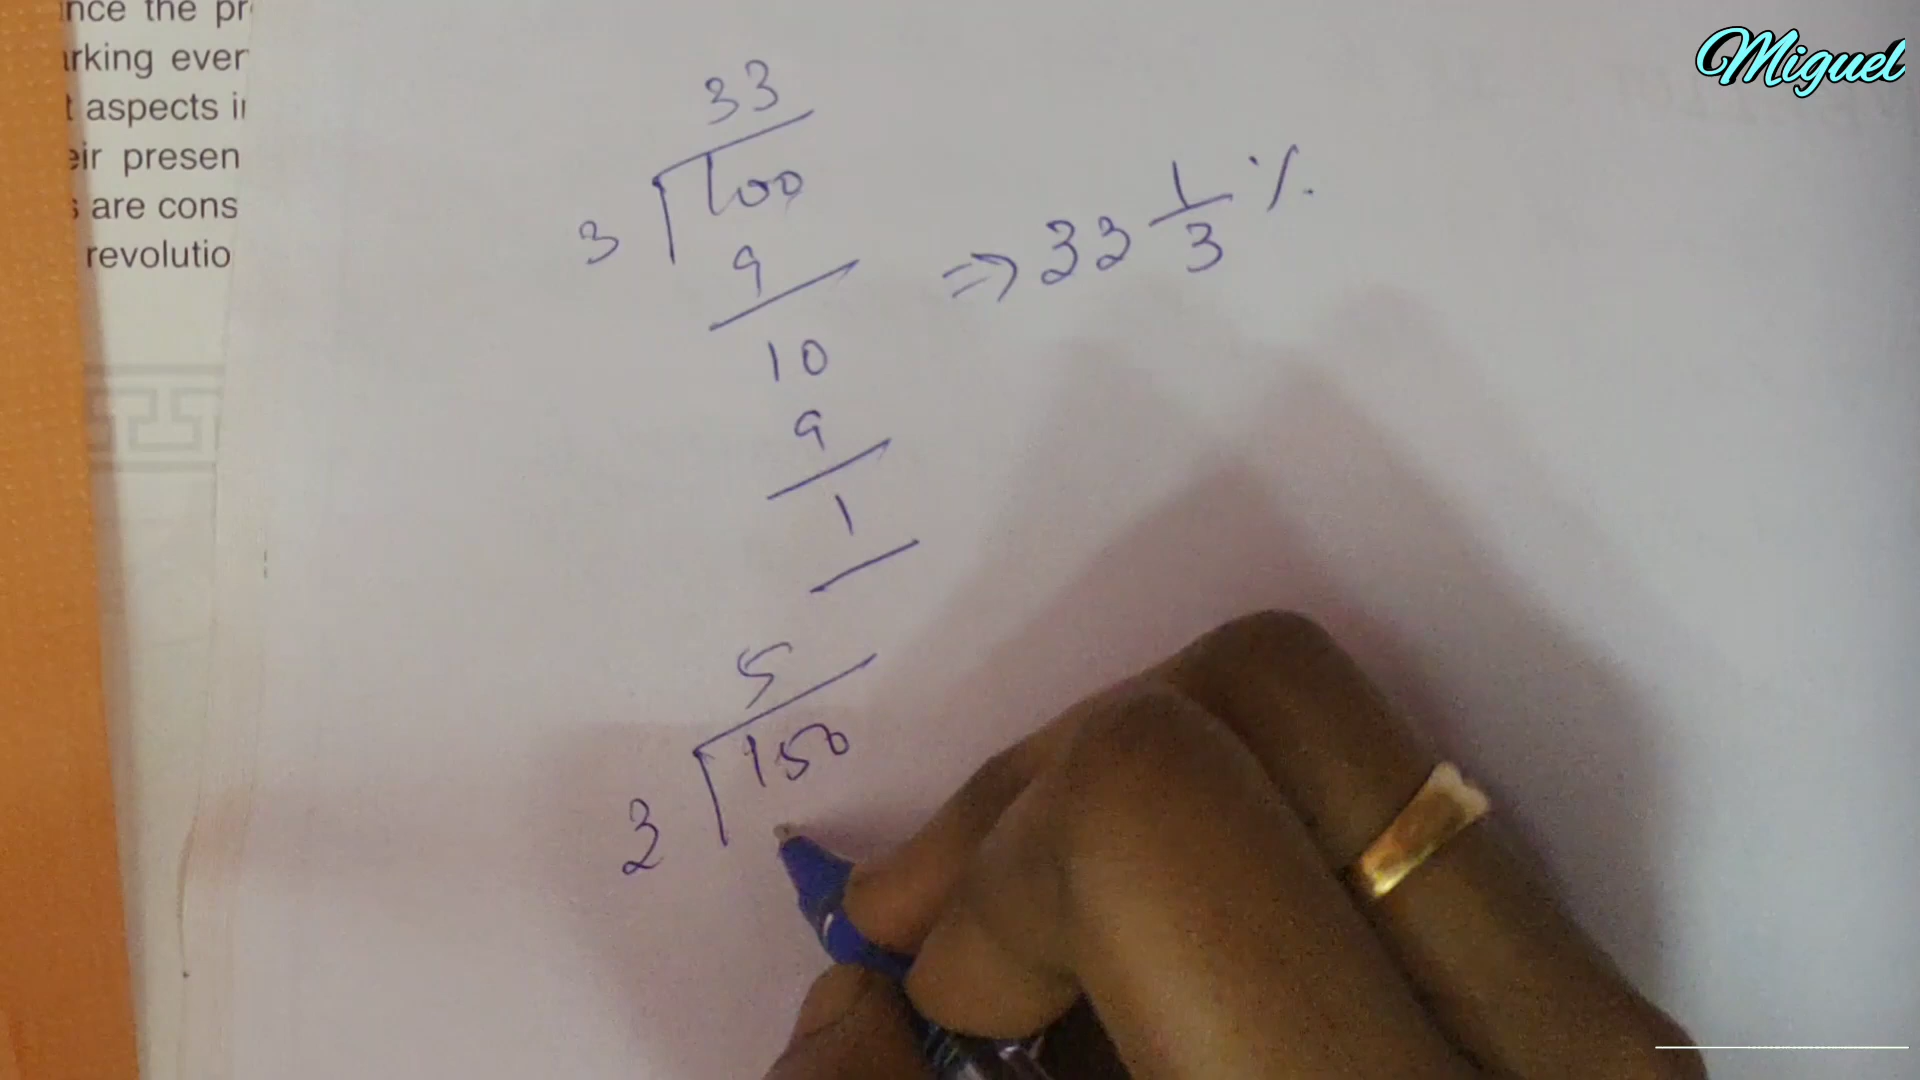 nce the pr
rking ever
t aspects i
eir presen
s are cons
revolutio
Miguel
33
3 100
9
10
9
1
⇒ 33 1/3 %
5
3 150